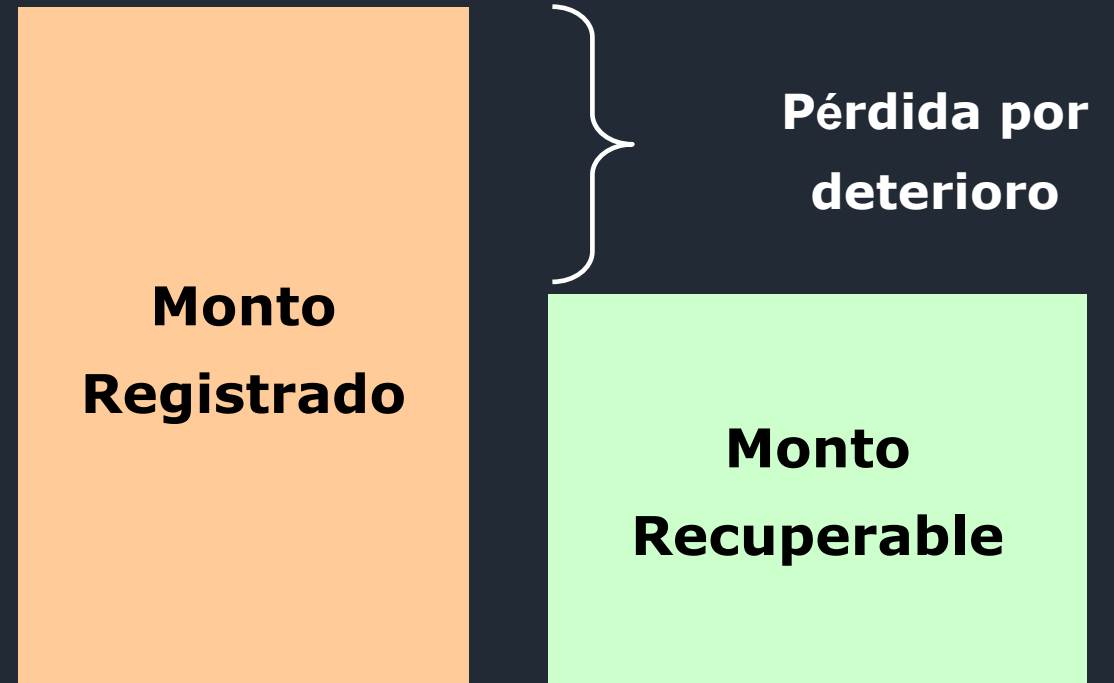 Pérdida por
deterioro
Monto
Registrado
Monto
Recuperable